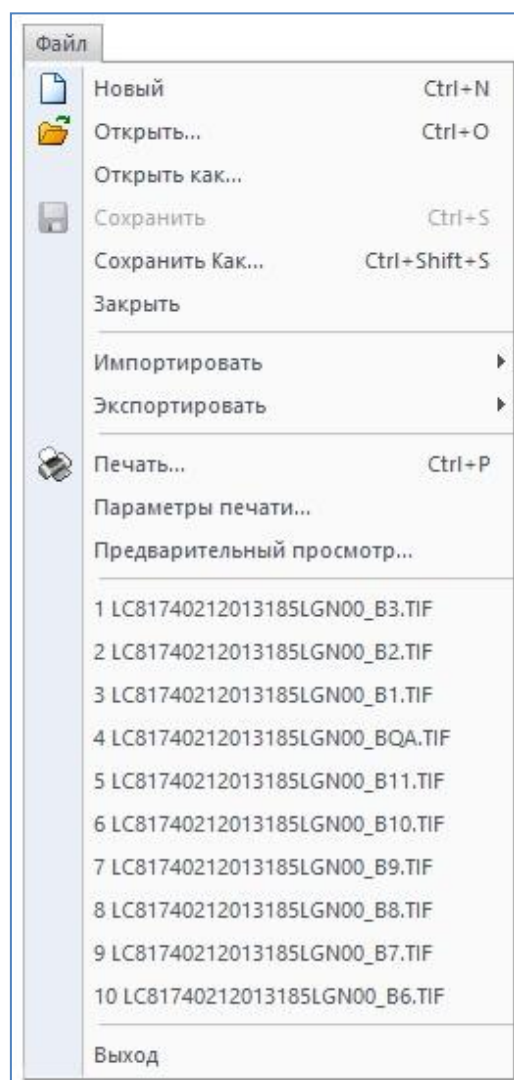 Файл
Новый Ctrl+N
Открыть... Ctrl+O
Открыть как...
Сохранить Ctrl+S
Сохранить Как... Ctrl+Shift+S
Закрыть
Импортировать
Экспортировать
Печать... Ctrl+P
Параметры печати...
Предварительный просмотр...
1 LC81740212013185LGN00_B3.TIF
2 LC81740212013185LGN00_B2.TIF
3 LC81740212013185LGN00_B1.TIF
4 LC81740212013185LGN00_BQA.TIF
5 LC81740212013185LGN00_B11.TIF
6 LC81740212013185LGN00_B10.TIF
7 LC81740212013185LGN00_B9.TIF
8 LC81740212013185LGN00_B8.TIF
9 LC81740212013185LGN00_B7.TIF
10 LC81740212013185LGN00_B6.TIF
Выход